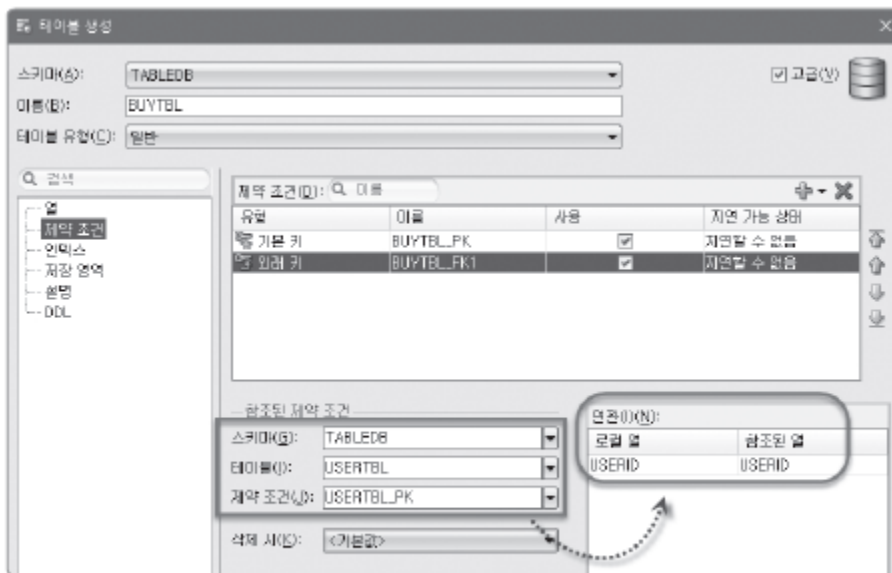 테이블 생성
스키마(A): TABLEDB
고급(V)
이름(B): BUYTBL
테이블 유형(C): 일반
검색
열
제약 조건
인덱스
저장 영역
설명
DDL
제약 조건(D): 이름
유형 이름 사용 지연 가능 상태
기본 키 BUYTBL_PK 지연할 수 없음
외래 키 BUYTBL_FK1 지연할 수 없음
참조된 제약 조건
스키마(G): TABLEDB
테이블(I): USERTBL
제약 조건(J): USERTBL_PK
삭제 시(K): <기본값>
연관(I)(N):
로컬 열 참조된 열
USERID USERID